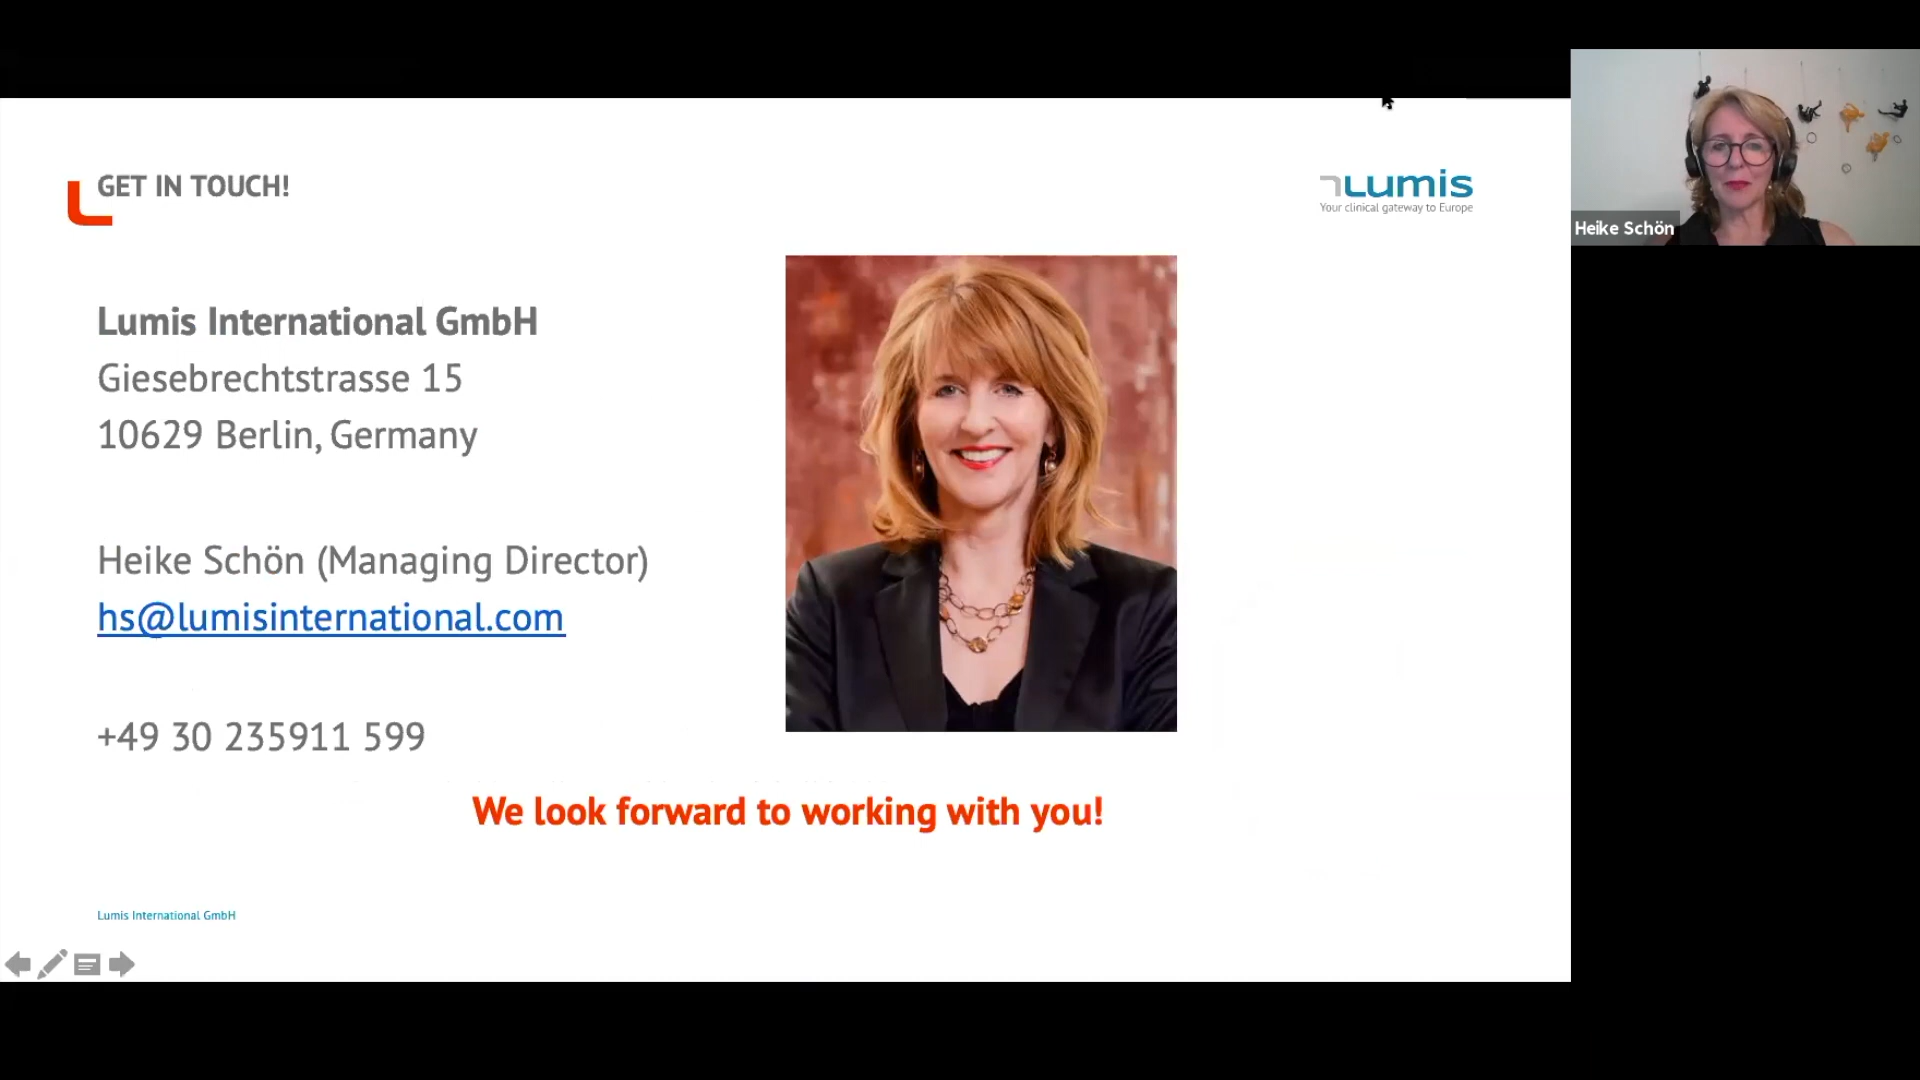 GET IN TOUCH!
Lumis
Your clinical gateway to Europe
Heike Schön
Lumis International GmbH
Giesebrechtstrasse 15
10629 Berlin, Germany
Heike Schön (Managing Director)
hs@lumisinternational.com
+49 30 235911 599
We look forward to working with you!
Lumis International GmbH